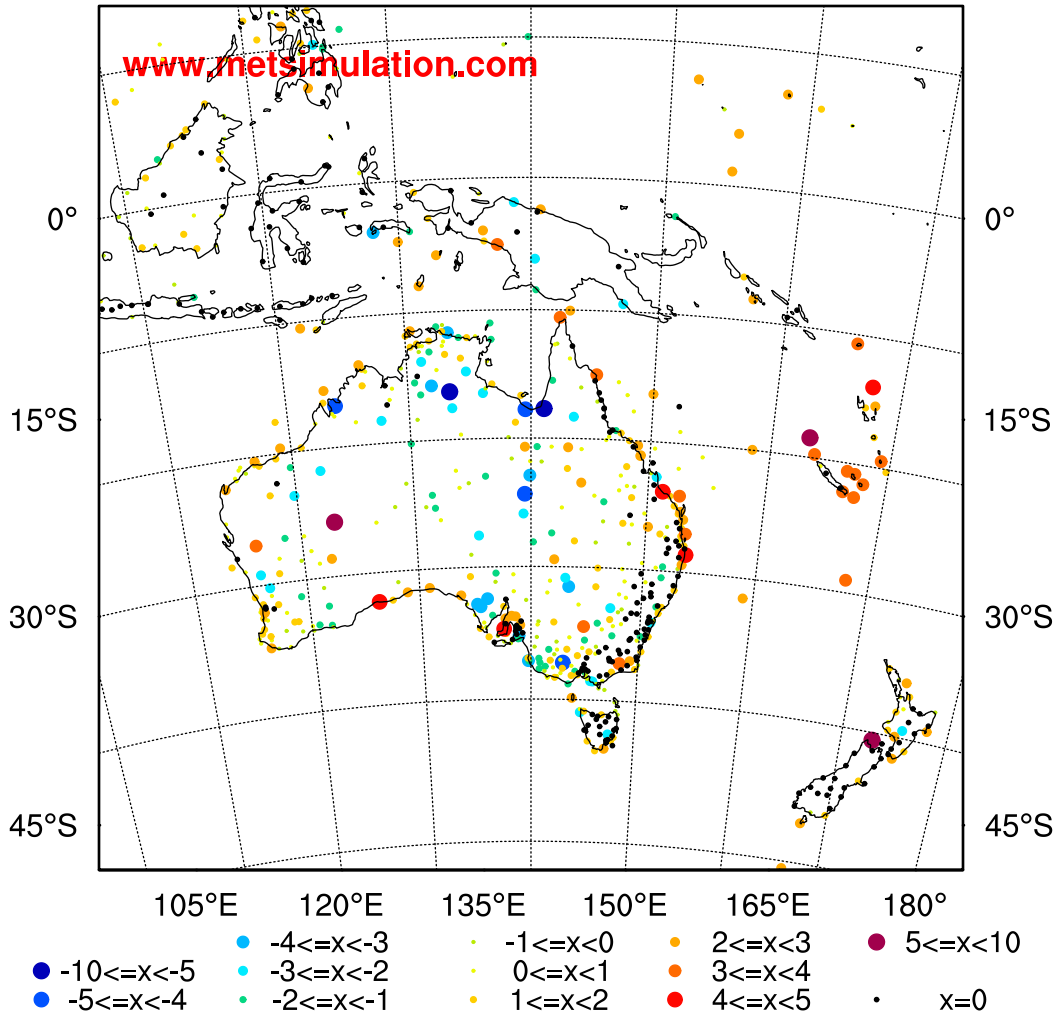 www.metsimulation.com
0° 0°
15°S 15°S
30°S 30°S
45°S 45°S
105°E 120°E 135°E 150°E 165°E 180°
-4<=x<-3 -1<=x<0 2<=x<3 5<=x<10
-10<=x<-5 -3<=x<-2 0<=x<1 3<=x<4
-5<=x<-4 -2<=x<-1 1<=x<2 4<=x<5 x=0